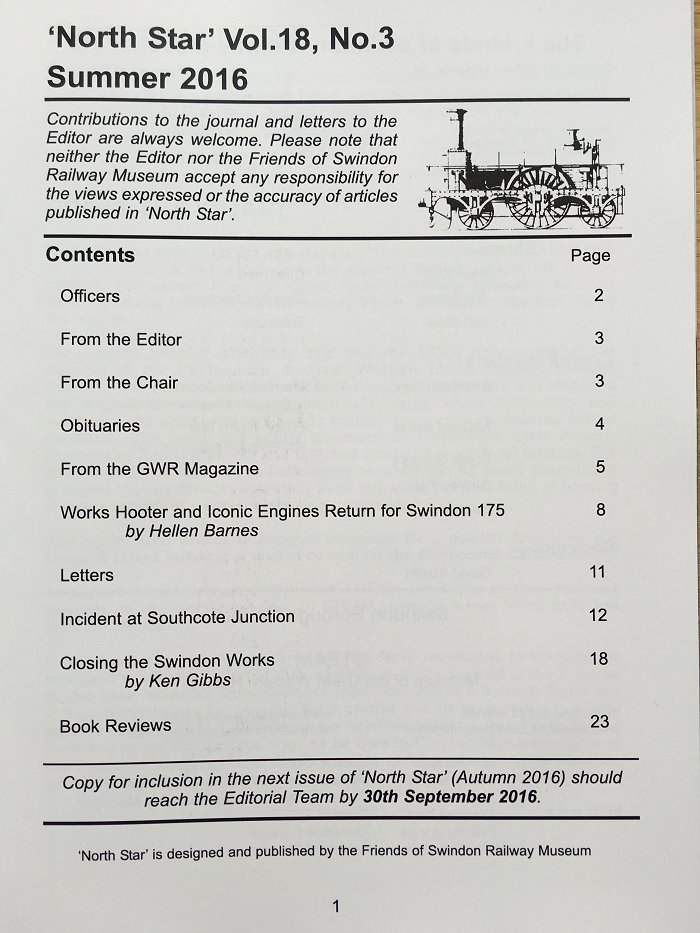 ‘North Star’ Vol.18, No.3
Summer 2016
Contributions to the journal and letters to the
Editor are always welcome. Please note that
neither the Editor nor the Friends of Swindon
Railway Museum accept any responsibility for
the views expressed or the accuracy of articles
published in ‘North Star’.
Contents Page
Officers 2
From the Editor 3
From the Chair 3
Obituaries 4
From the GWR Magazine 5
Works Hooter and Iconic Engines Return for Swindon 175 8
by Hellen Barnes
Letters 11
Incident at Southcote Junction 12
Closing the Swindon Works 18
by Ken Gibbs
Book Reviews 23
Copy for inclusion in the next issue of ‘North Star’ (Autumn 2016) should
reach the Editorial Team by 30th September 2016.
‘North Star’ is designed and published by the Friends of Swindon Railway Museum
1